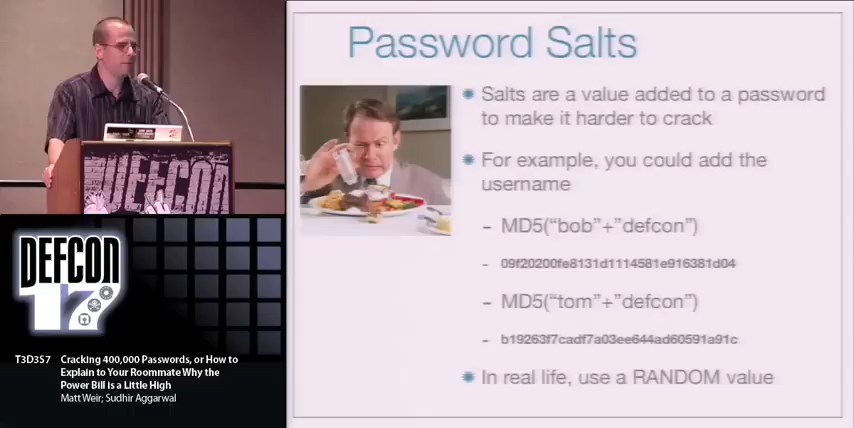 DEFCON
DEFCON
17
T3D3S7 Cracking 400,000 Passwords, or How to
Explain to Your Roommate Why the
Power Bill is a Little High
Matt Weir; Sudhir Aggarwal
Password Salts
Salts are a value added to a password
to make it harder to crack
For example, you could add the
username
– MD5(“bob”+”defcon”)
- 09f20200fe8131d1114581e916381d04
– MD5(“tom”+”defcon”)
- b19263f7cadf7a03ee644ad60591a91c
In real life, use a RANDOM value